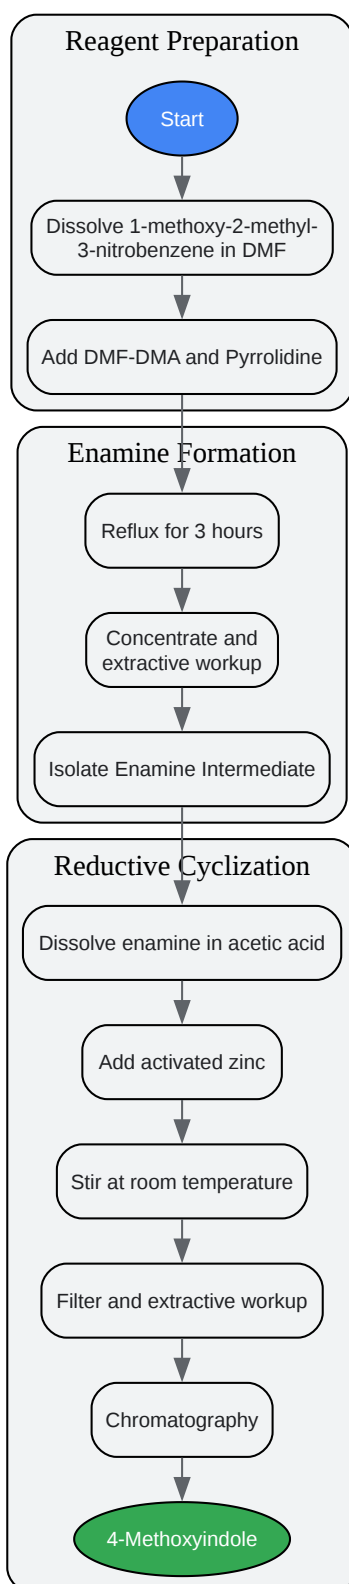 Reagent Preparation
Start
Dissolve 1-methoxy-2-methyl-
3-nitrobenzene in DMF
Add DMF-DMA and Pyrrolidine
Enamine Formation
Reflux for 3 hours
Concentrate and
extractive workup
Isolate Enamine Intermediate
Reductive Cyclization
Dissolve enamine in acetic acid
Add activated zinc
Stir at room temperature
Filter and extractive workup
Chromatography
4-Methoxyindole